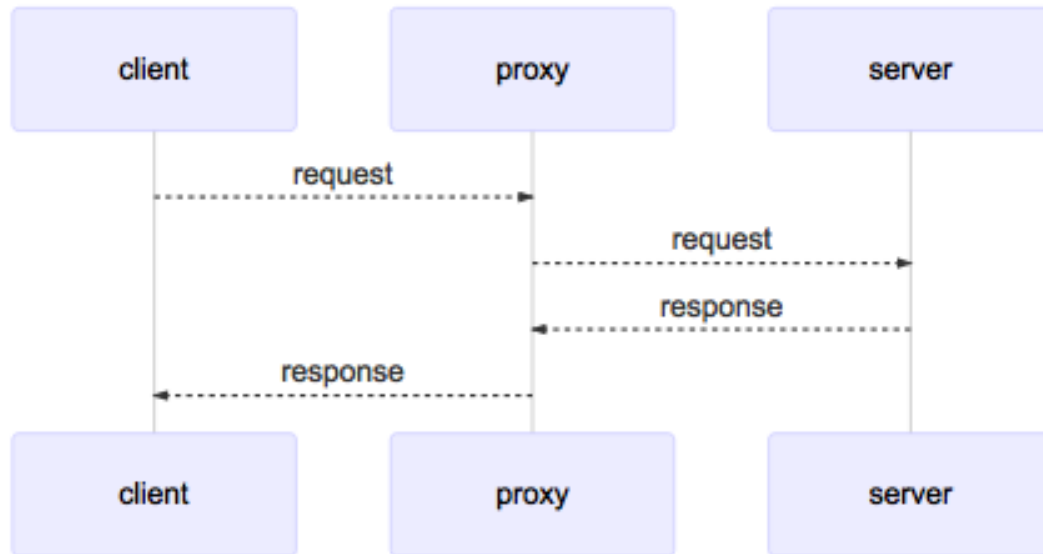 client
proxy
server
request
request
response
response
client
proxy
server